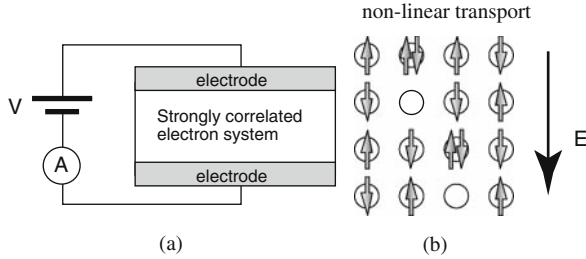 non-linear transport
electrode
V
Strongly correlated
electron system
E
A
electrode
(a)
(b)